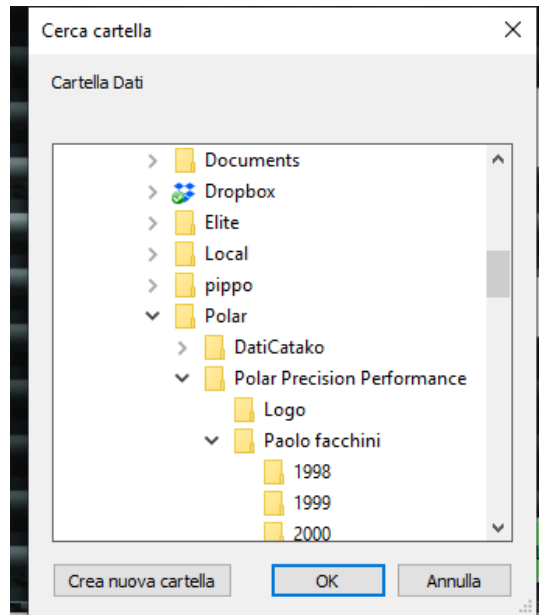 Cerca cartella
Cartella Dati
Documents
Dropbox
Elite
Local
pippo
Polar
DatiCatako
Polar Precision Performance
Logo
Paolo facchini
1998
1999
2000
Crea nuova cartella OK Annulla